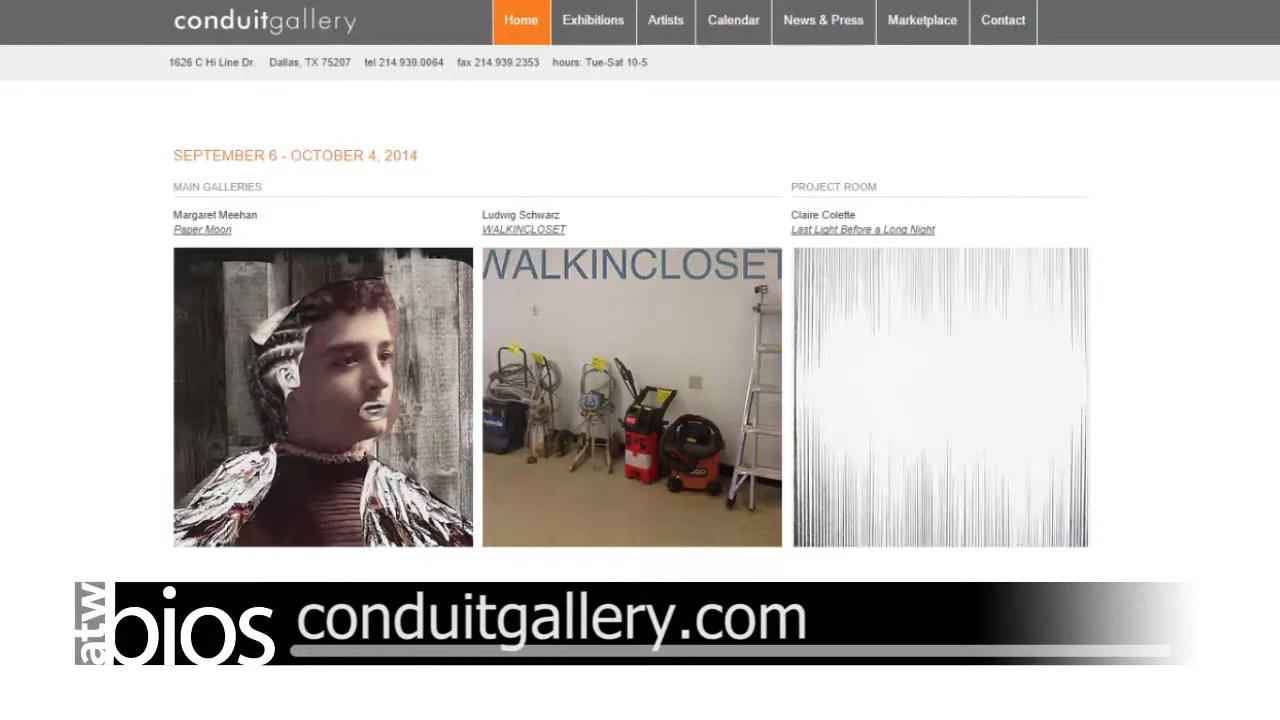 conduitgallery
Home Exhibitions Artists Calendar News & Press Marketplace Contact
1626 C Hi Line Dr. Dallas, TX 75207 tel 214.939.0064 fax 214.939.2353 hours: Tue-Sat 10-5
SEPTEMBER 6 - OCTOBER 4, 2014
MAIN GALLERIES
PROJECT ROOM
Margaret Meehan
Paper Moon
Ludwig Schwarz
WALKINCLOSET
Claire Colette
Last Light Before a Long Night
WALKINCLOSET
atw
bios
conduitgallery.com